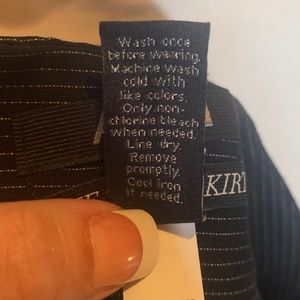 Wash once
before wearing.
Machine wash
cold with
like colors.
Only non-
chlorine bleach
when needed.
Line dry.
Remove
promptly.
Cool iron
if needed.